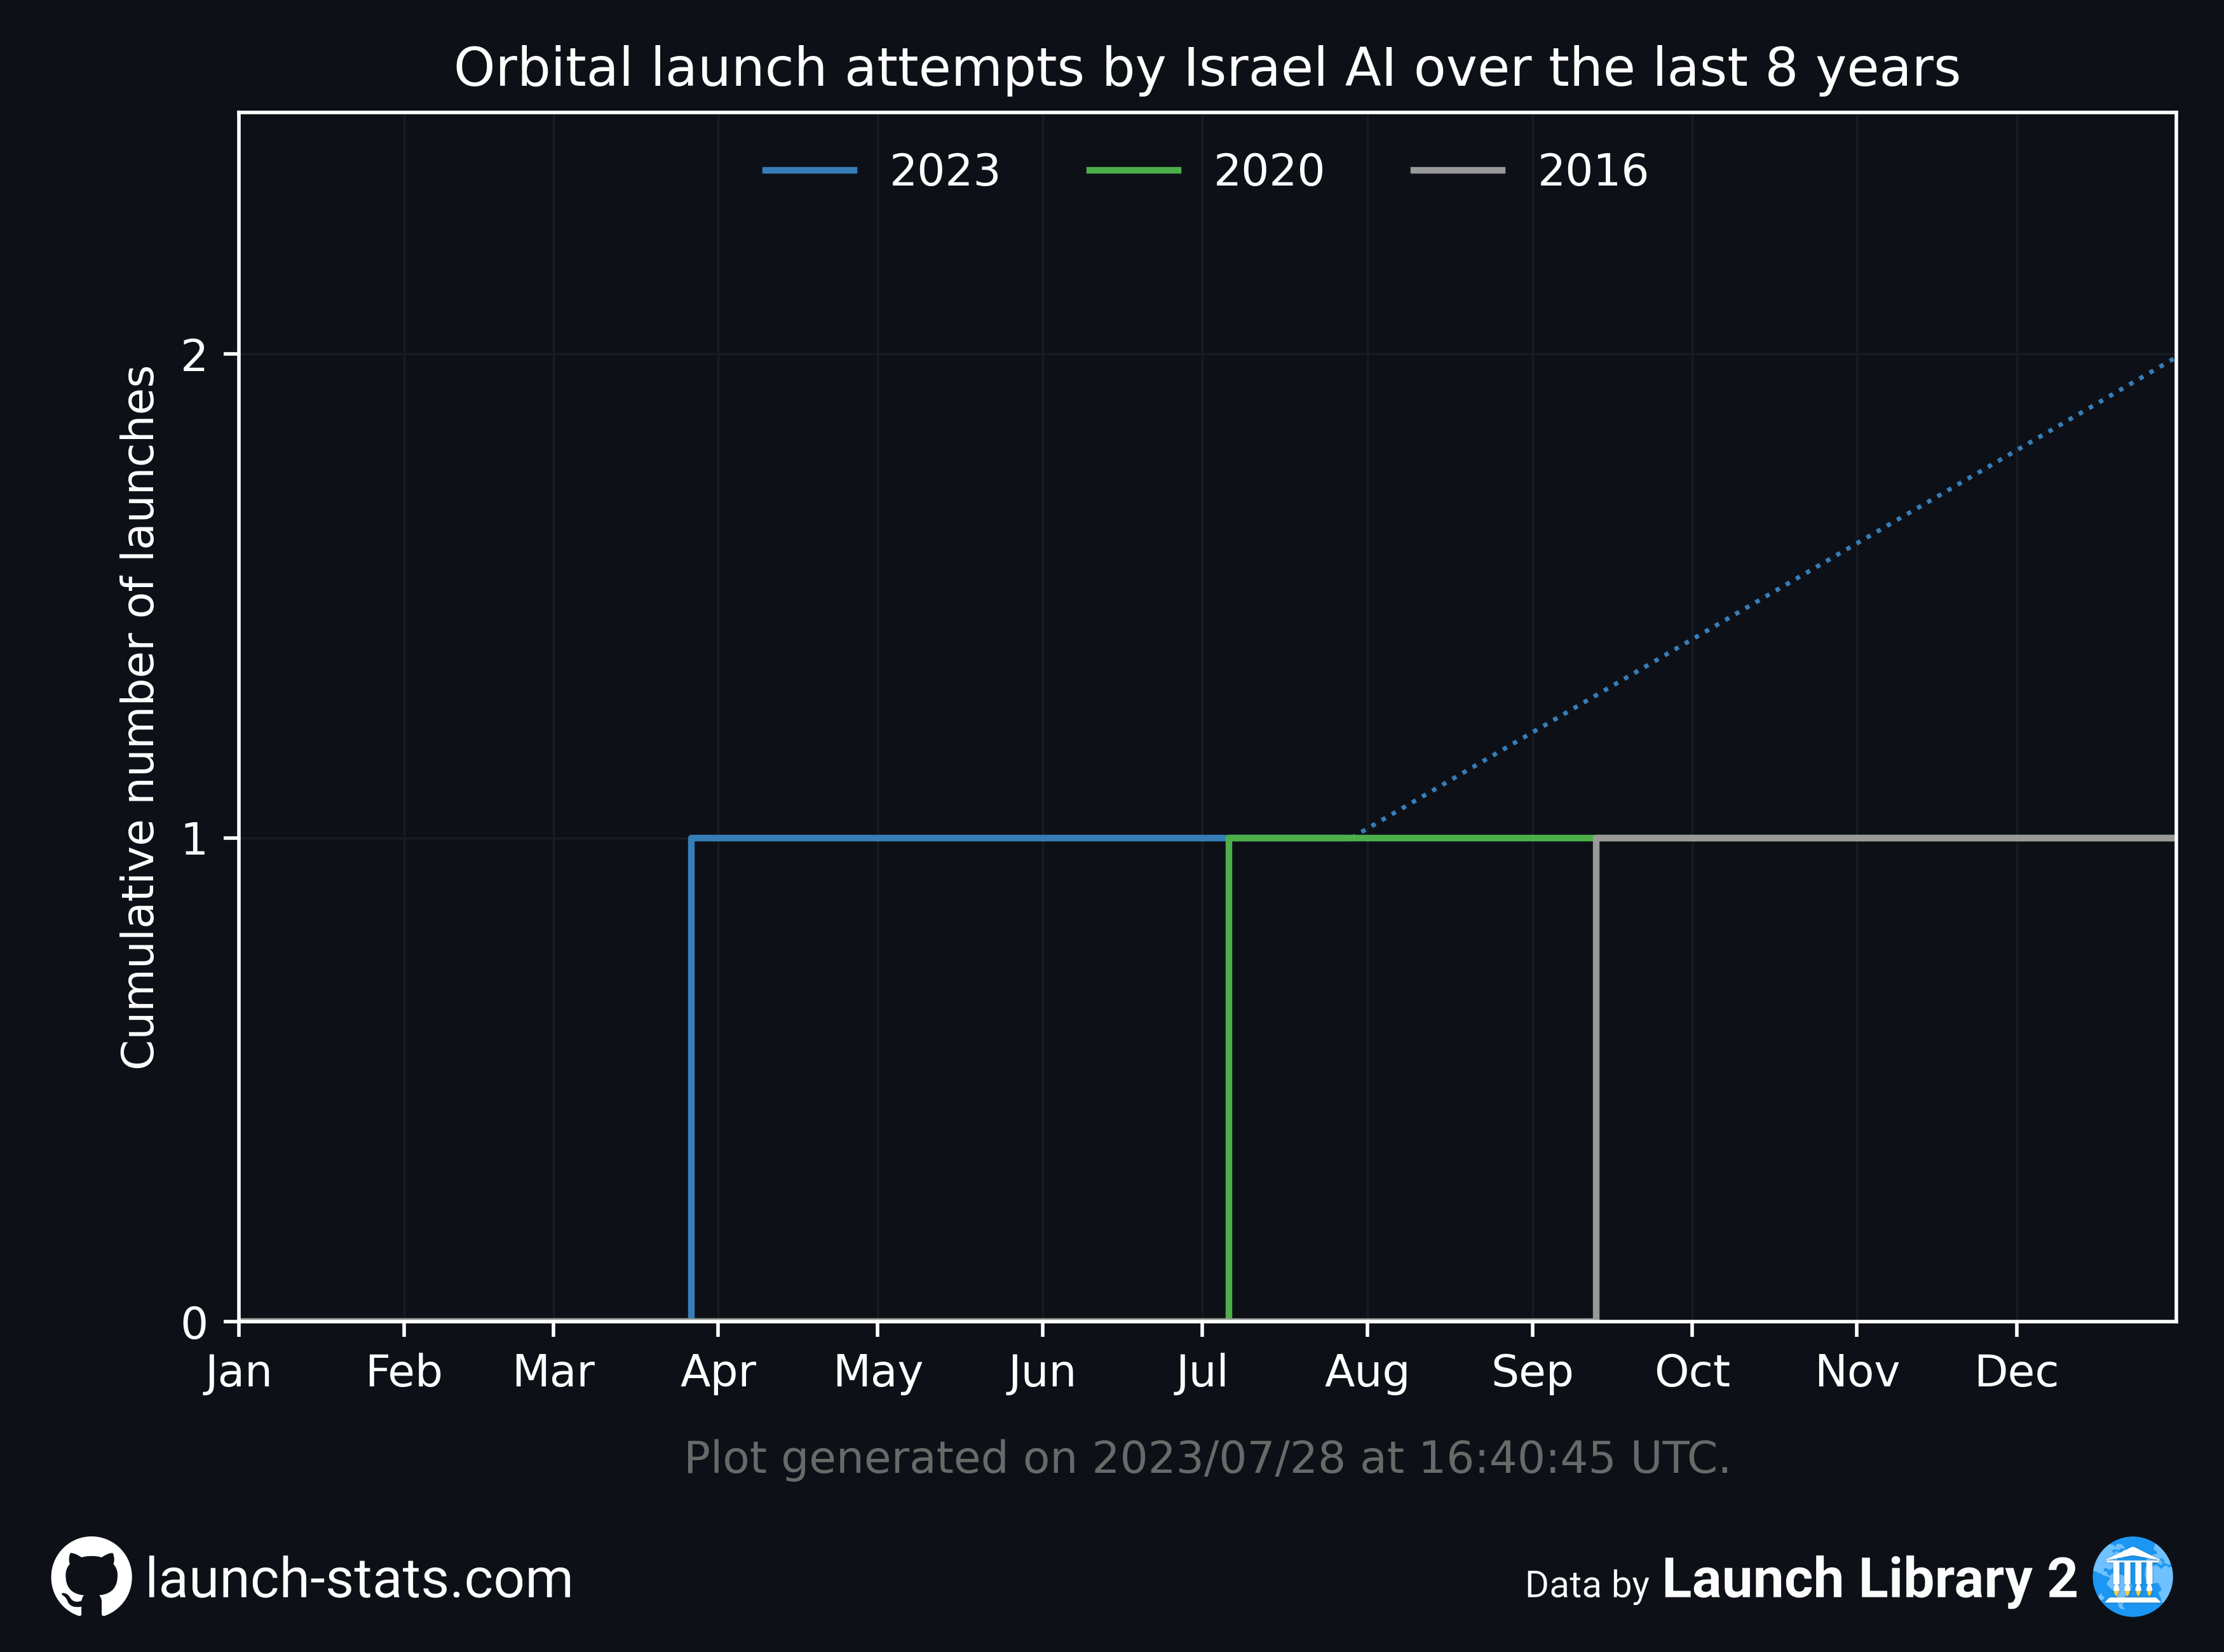 Orbital launch attempts by Israel AI over the last 8 years
2023 2020 2016
Cumulative number of launches
2
1
0
Jan Feb Mar Apr May Jun Jul Aug Sep Oct Nov Dec
Plot generated on 2023/07/28 at 16:40:45 UTC.
launch-stats.com
Data by Launch Library 2